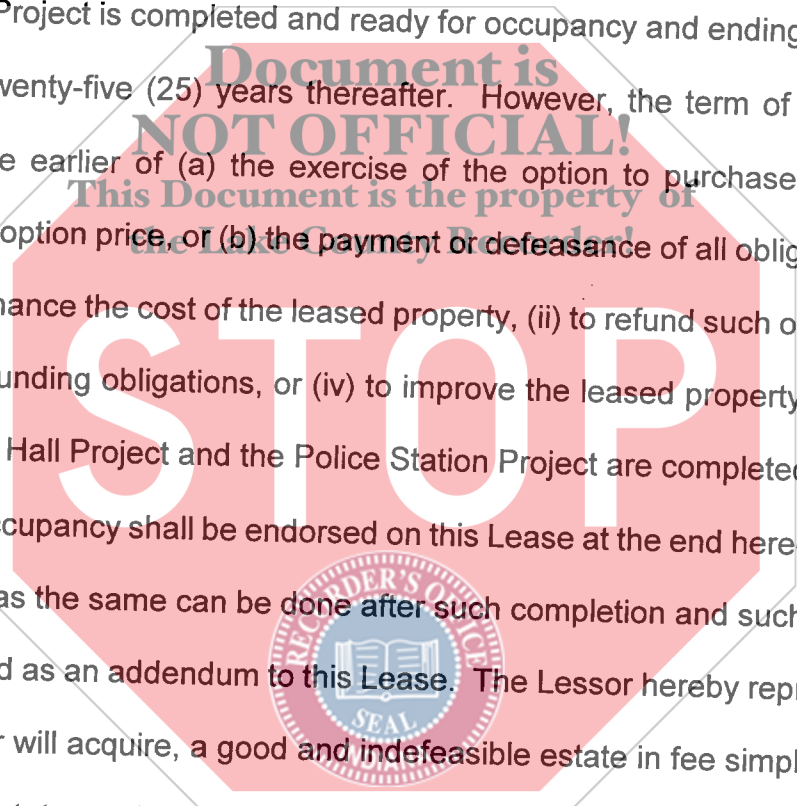 Project is completed and ready for occupancy and ending
Document is
wenty-five (25) years thereafter. However, the term of
NOT OFFICIAL!
e earlier of (a) the exercise of the option to purchase
This Document is the property of
option price, or (b) the payment or defeasance of all oblig
the Lake County Recorder!
nance the cost of the leased property, (ii) to refund such o
STOP
unding obligations, or (iv) to improve the leased property
Hall Project and the Police Station Project are completed
ccupancy shall be endorsed on this Lease at the end here
RECORDER'S OFFICE
as the same can be done after such completion and such
d as an addendum to this Lease. The Lessor hereby repr
SEAL
r will acquire, a good and indefeasible estate in fee simpl
INDIANA